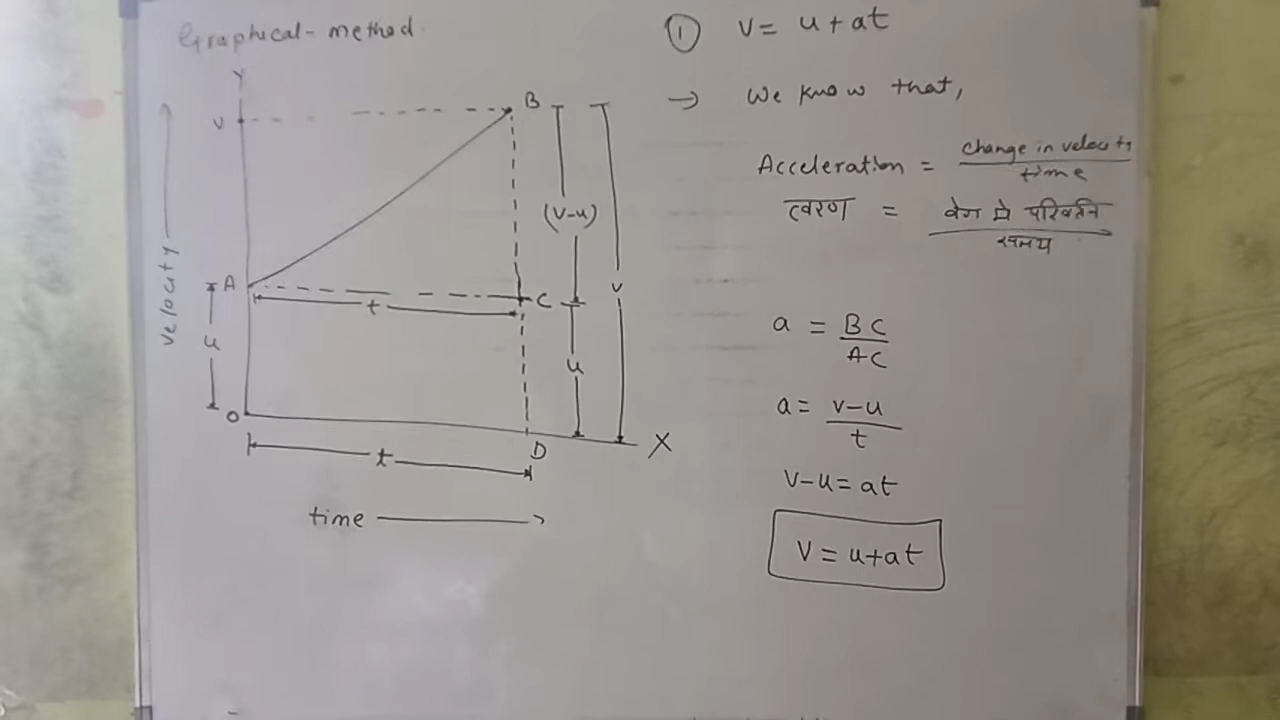 Graphical-method
Y
v
B
(v-u)
v
A
C
t
u
u
velocity
O
D
X
t
time
① v = u + at
→ We know that,
Acceleration = change in velocity / time
त्वरण = वेग में परिवर्तन / समय
a = BC / AC
a = v-u / t
v-u = at
v = u+at